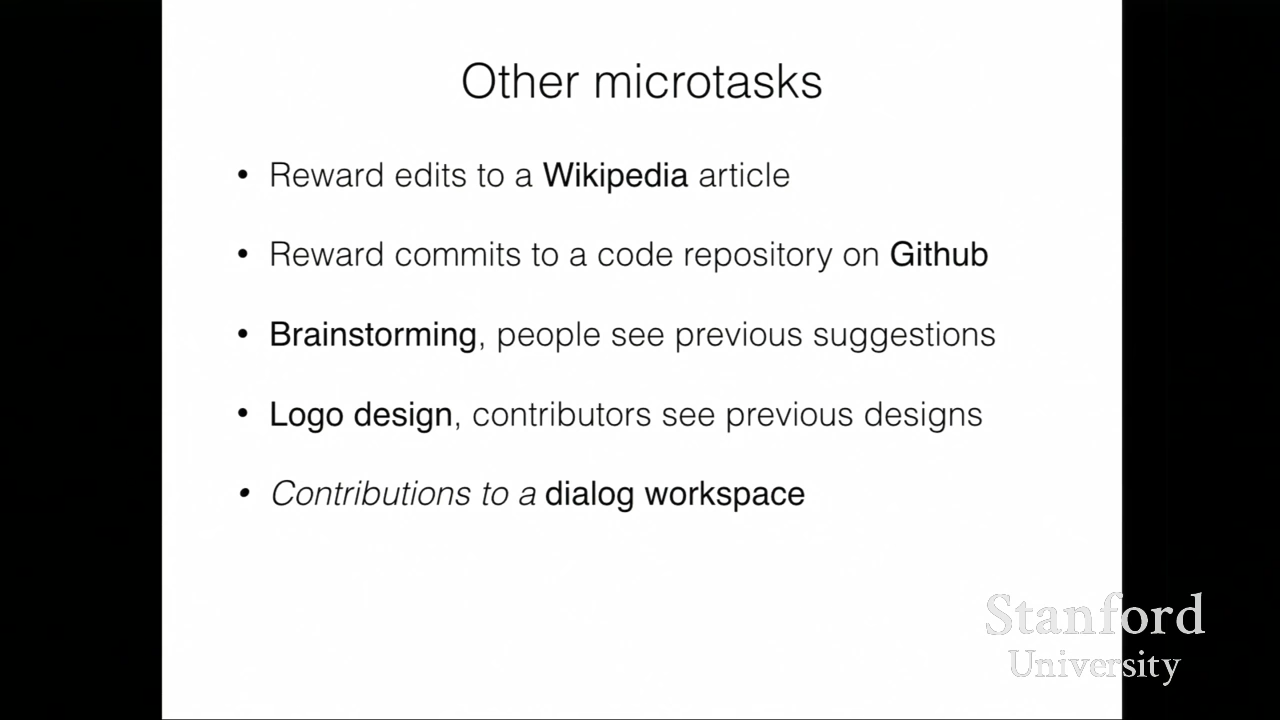 Other microtasks
• Reward edits to a Wikipedia article
• Reward commits to a code repository on Github
• Brainstorming, people see previous suggestions
• Logo design, contributors see previous designs
• Contributions to a dialog workspace
Stanford
University